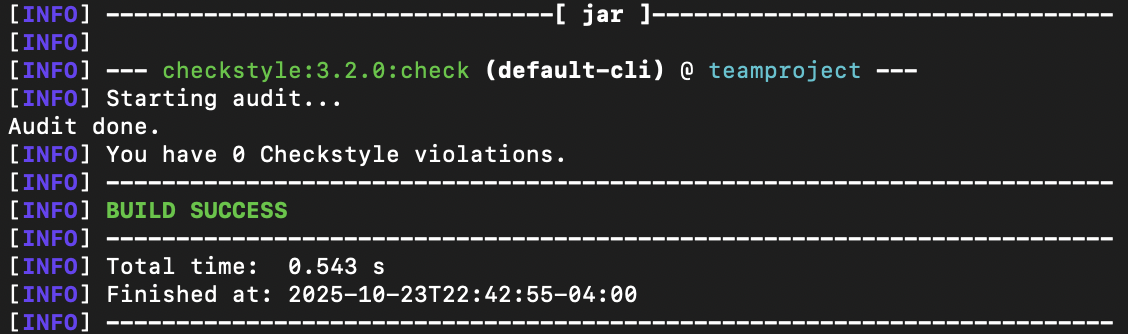 [INFO] --------------------------------[ jar ]---------------------------------
[INFO]
[INFO] --- checkstyle:3.2.0:check (default-cli) @ teamproject ---
[INFO] Starting audit...
Audit done.
[INFO] You have 0 Checkstyle violations.
[INFO] ------------------------------------------------------------------------
[INFO] BUILD SUCCESS
[INFO] ------------------------------------------------------------------------
[INFO] Total time:  0.543 s
[INFO] Finished at: 2025-10-23T22:42:55-04:00
[INFO] ------------------------------------------------------------------------